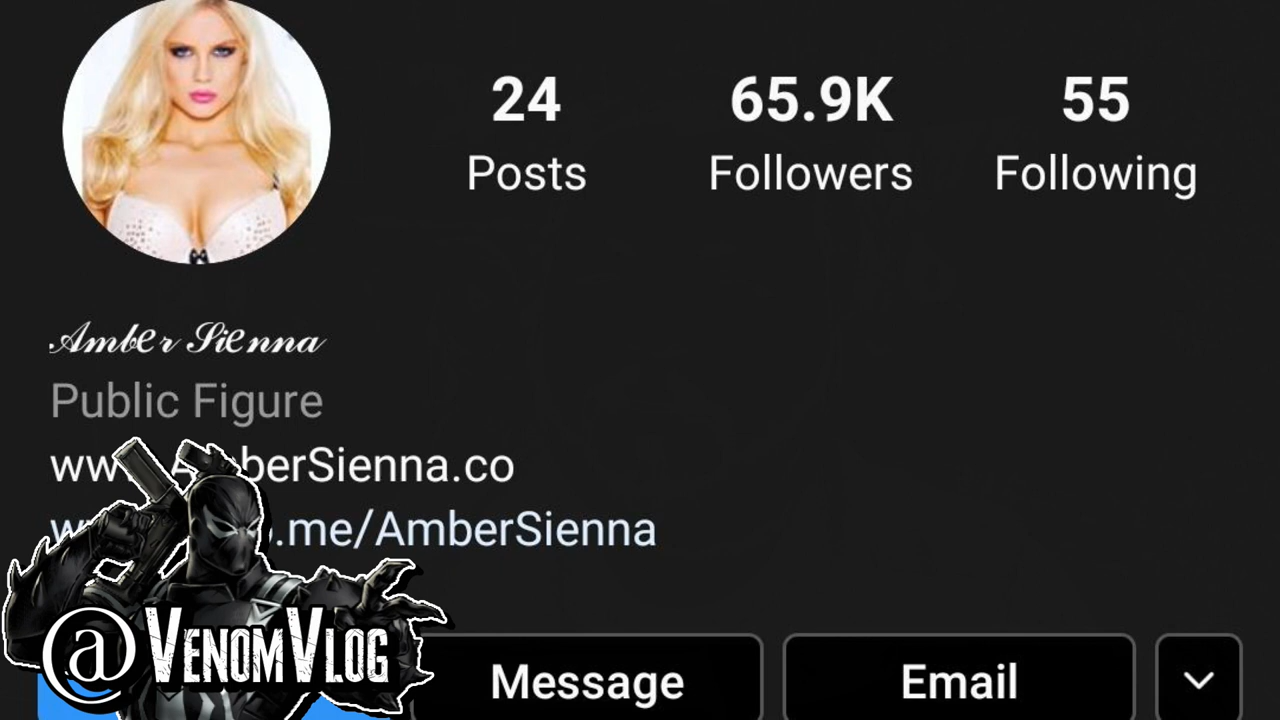 24
65.9K
55
Posts
Followers
Following
Amber Sienna
Public Figure
berSienna.co
.me/AmberSienna
@VENOMVLOG
Message
Email